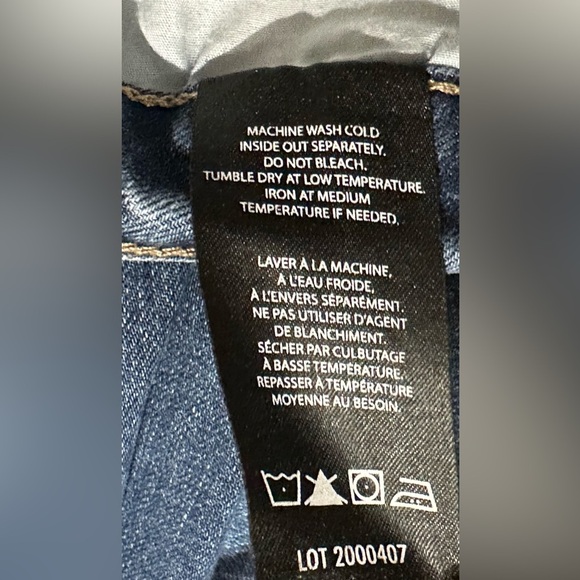 MACHINE WASH COLD
INSIDE OUT SEPARATELY.
DO NOT BLEACH.
TUMBLE DRY AT LOW TEMPERATURE.
IRON AT MEDIUM
TEMPERATURE IF NEEDED.
LAVER À LA MACHINE,
À L'EAU FROIDE,
À L'ENVERS SÉPARÉMENT.
NE PAS UTILISER D'AGENT
DE BLANCHIMENT.
SÉCHER PAR CULBUTAGE
À BASSE TEMPÉRATURE.
REPASSER À TEMPÉRATURE
MOYENNE AU BESOIN.
LOT 2000407